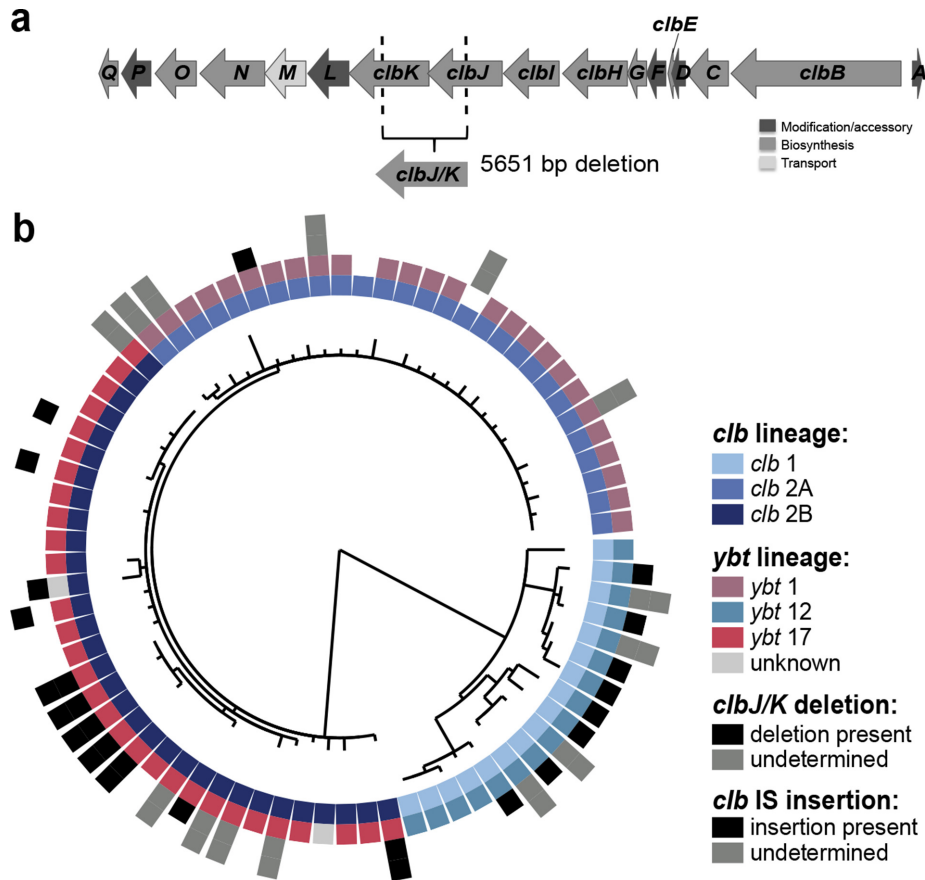 a
clbE
Q P O N M L clbK clbJ clbI clbH G F D C clbB A
clbJ/K
5651 bp deletion
Modification/accessory
Biosynthesis
Transport
b
clb lineage:
clb 1
clb 2A
clb 2B
ybt lineage:
ybt 1
ybt 12
ybt 17
unknown
clbJ/K deletion:
deletion present
undetermined
clb IS insertion:
insertion present
undetermined